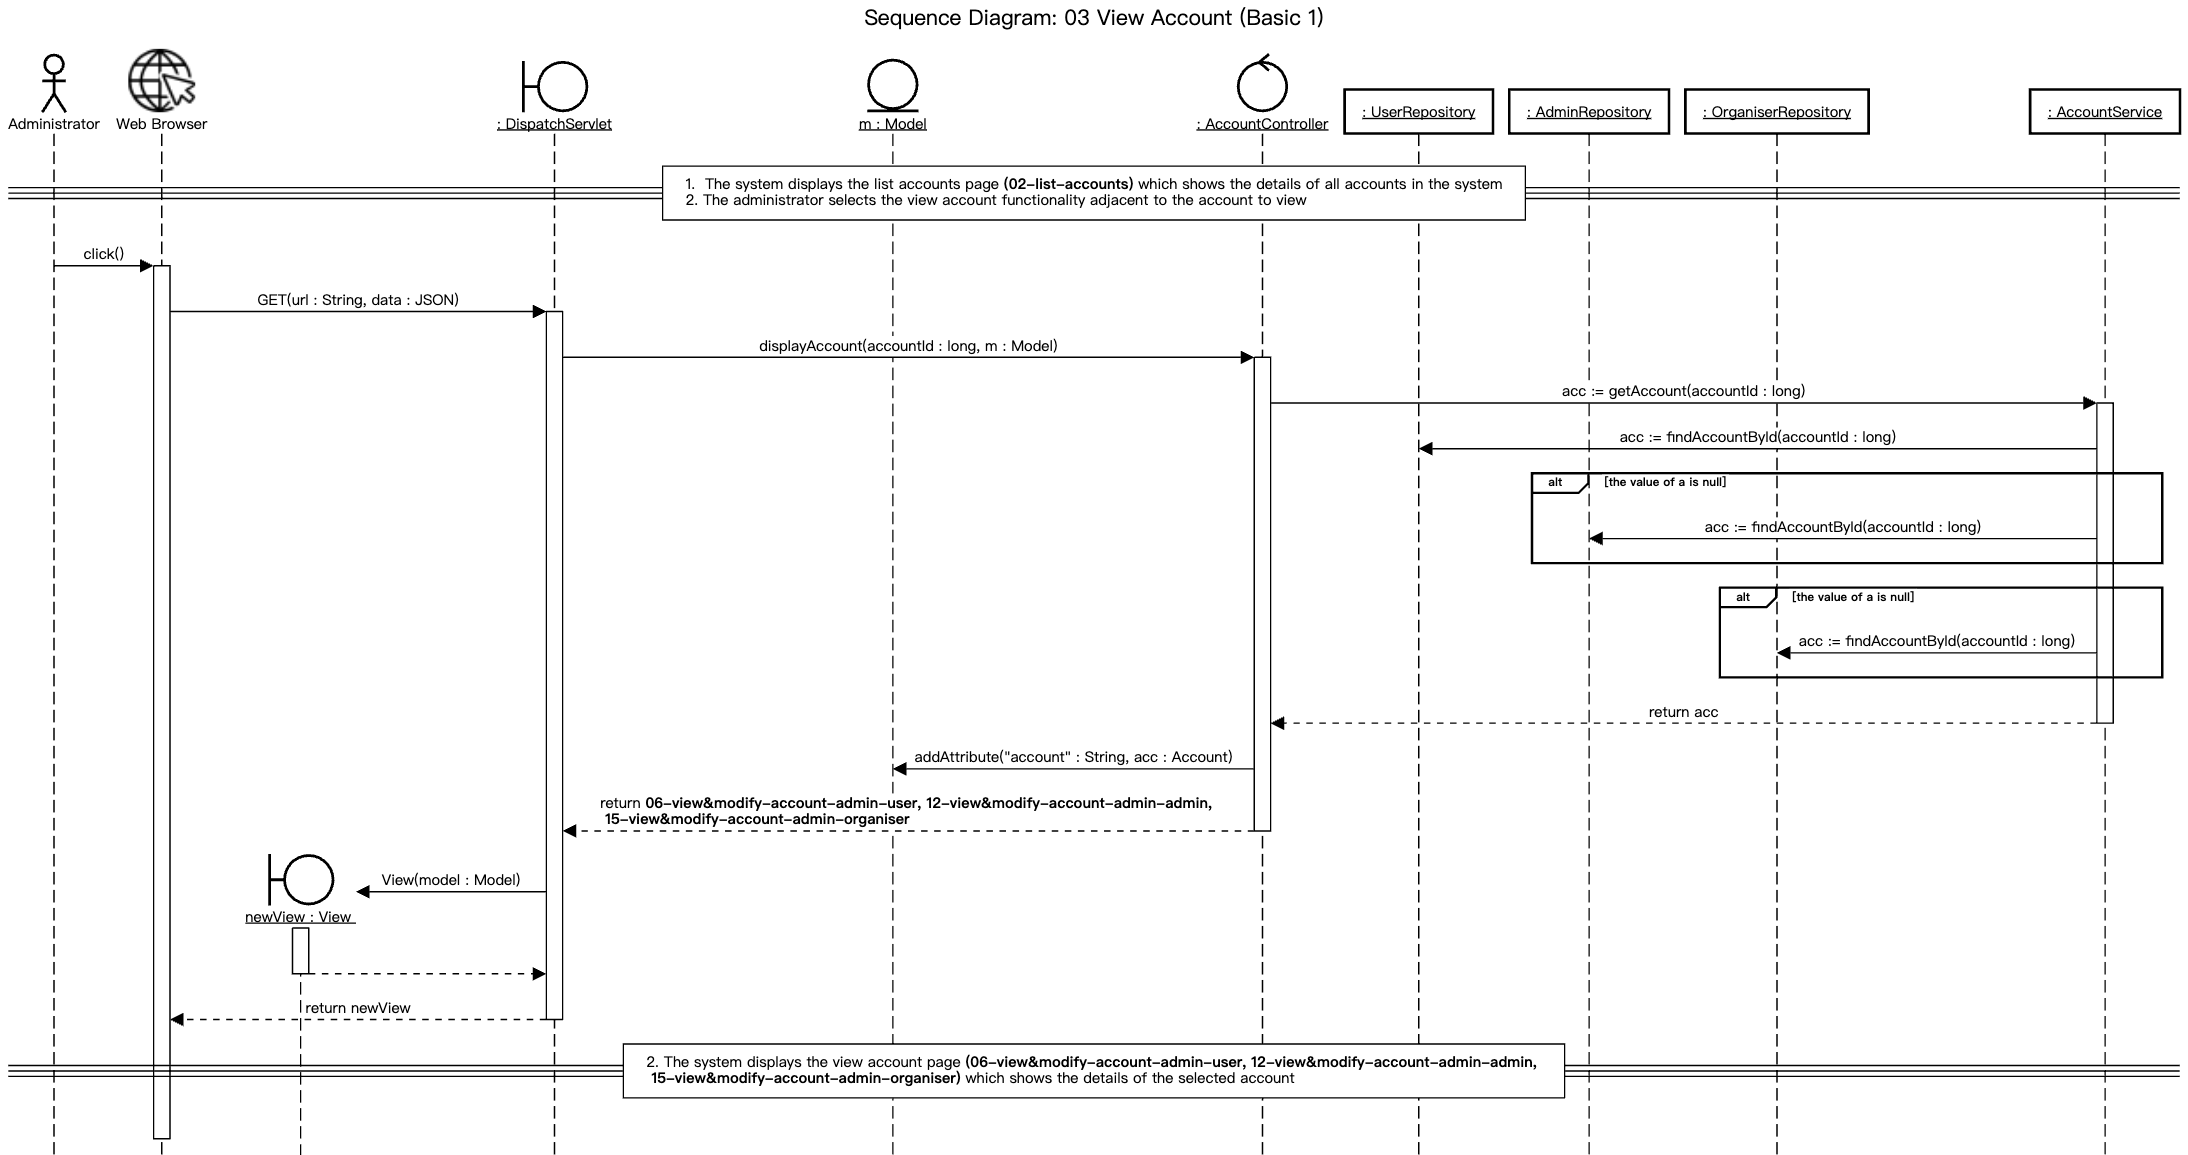 Sequence Diagram: 03 View Account (Basic 1)
Administrator
Web Browser
: DispatchServlet
m : Model
: AccountController
: UserRepository
: AdminRepository
: OrganiserRepository
: AccountService
1.  The system displays the list accounts page (02-list-accounts) which shows the details of all accounts in the system
2. The administrator selects the view account functionality adjacent to the account to view
click()
GET(url : String, data : JSON)
displayAccount(accountId : long, m : Model)
acc := getAccount(accountId : long)
acc := findAccountById(accountId : long)
alt
[the value of a is null]
acc := findAccountById(accountId : long)
alt
[the value of a is null]
acc := findAccountById(accountId : long)
return acc
addAttribute("account" : String, acc : Account)
return 06-view&modify-account-admin-user, 12-view&modify-account-admin-admin,
15-view&modify-account-admin-organiser
View(model : Model)
newView : View
return newView
2. The system displays the view account page (06-view&modify-account-admin-user, 12-view&modify-account-admin-admin,
15-view&modify-account-admin-organiser) which shows the details of the selected account